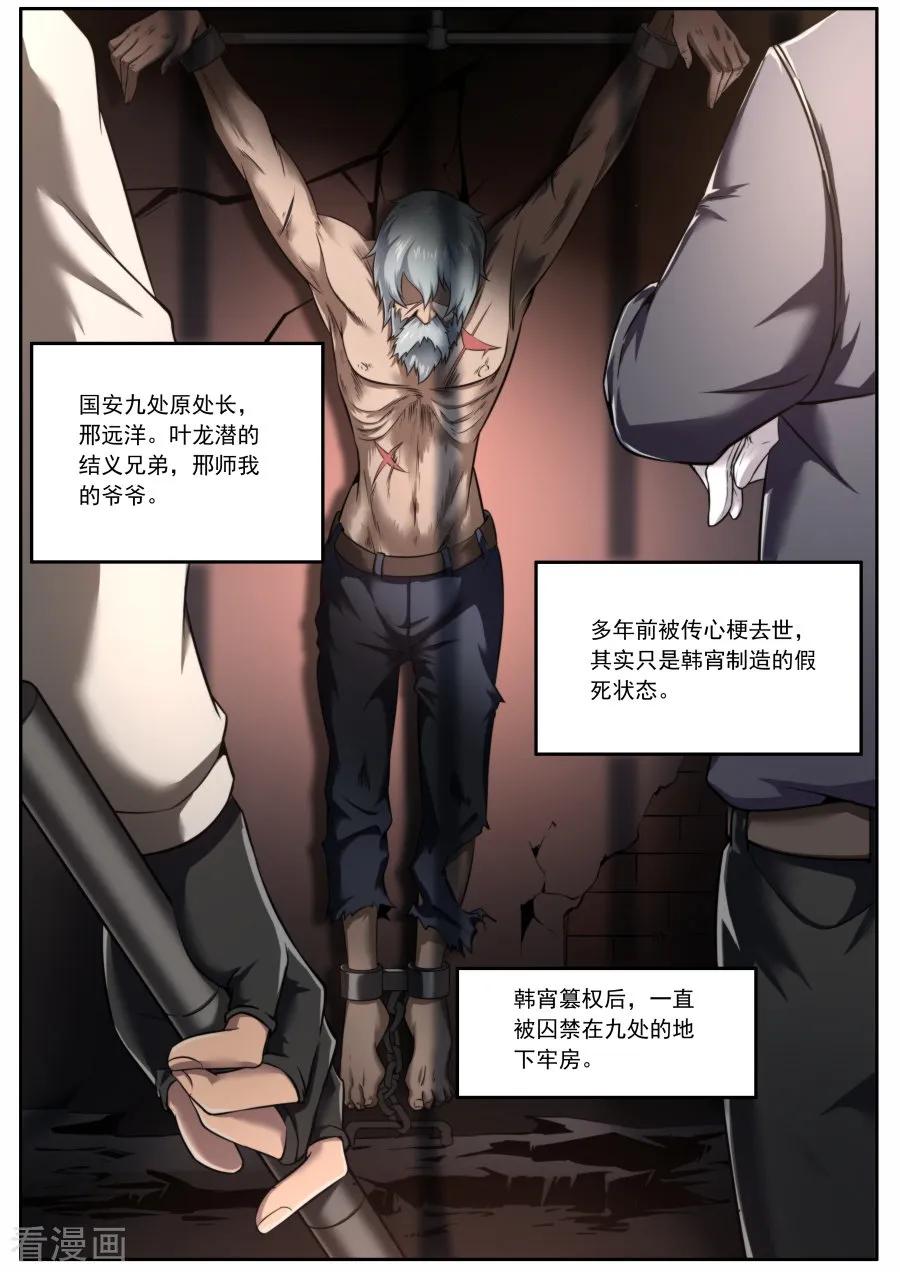 国安九处原处长，
邢远洋。叶龙潜的
结义兄弟，邢师我
的爷爷。
多年前被传心梗去世，
其实只是韩宵制造的假
死状态。
韩宵篡权后，一直
被囚禁在九处的地
下牢房。
看漫画